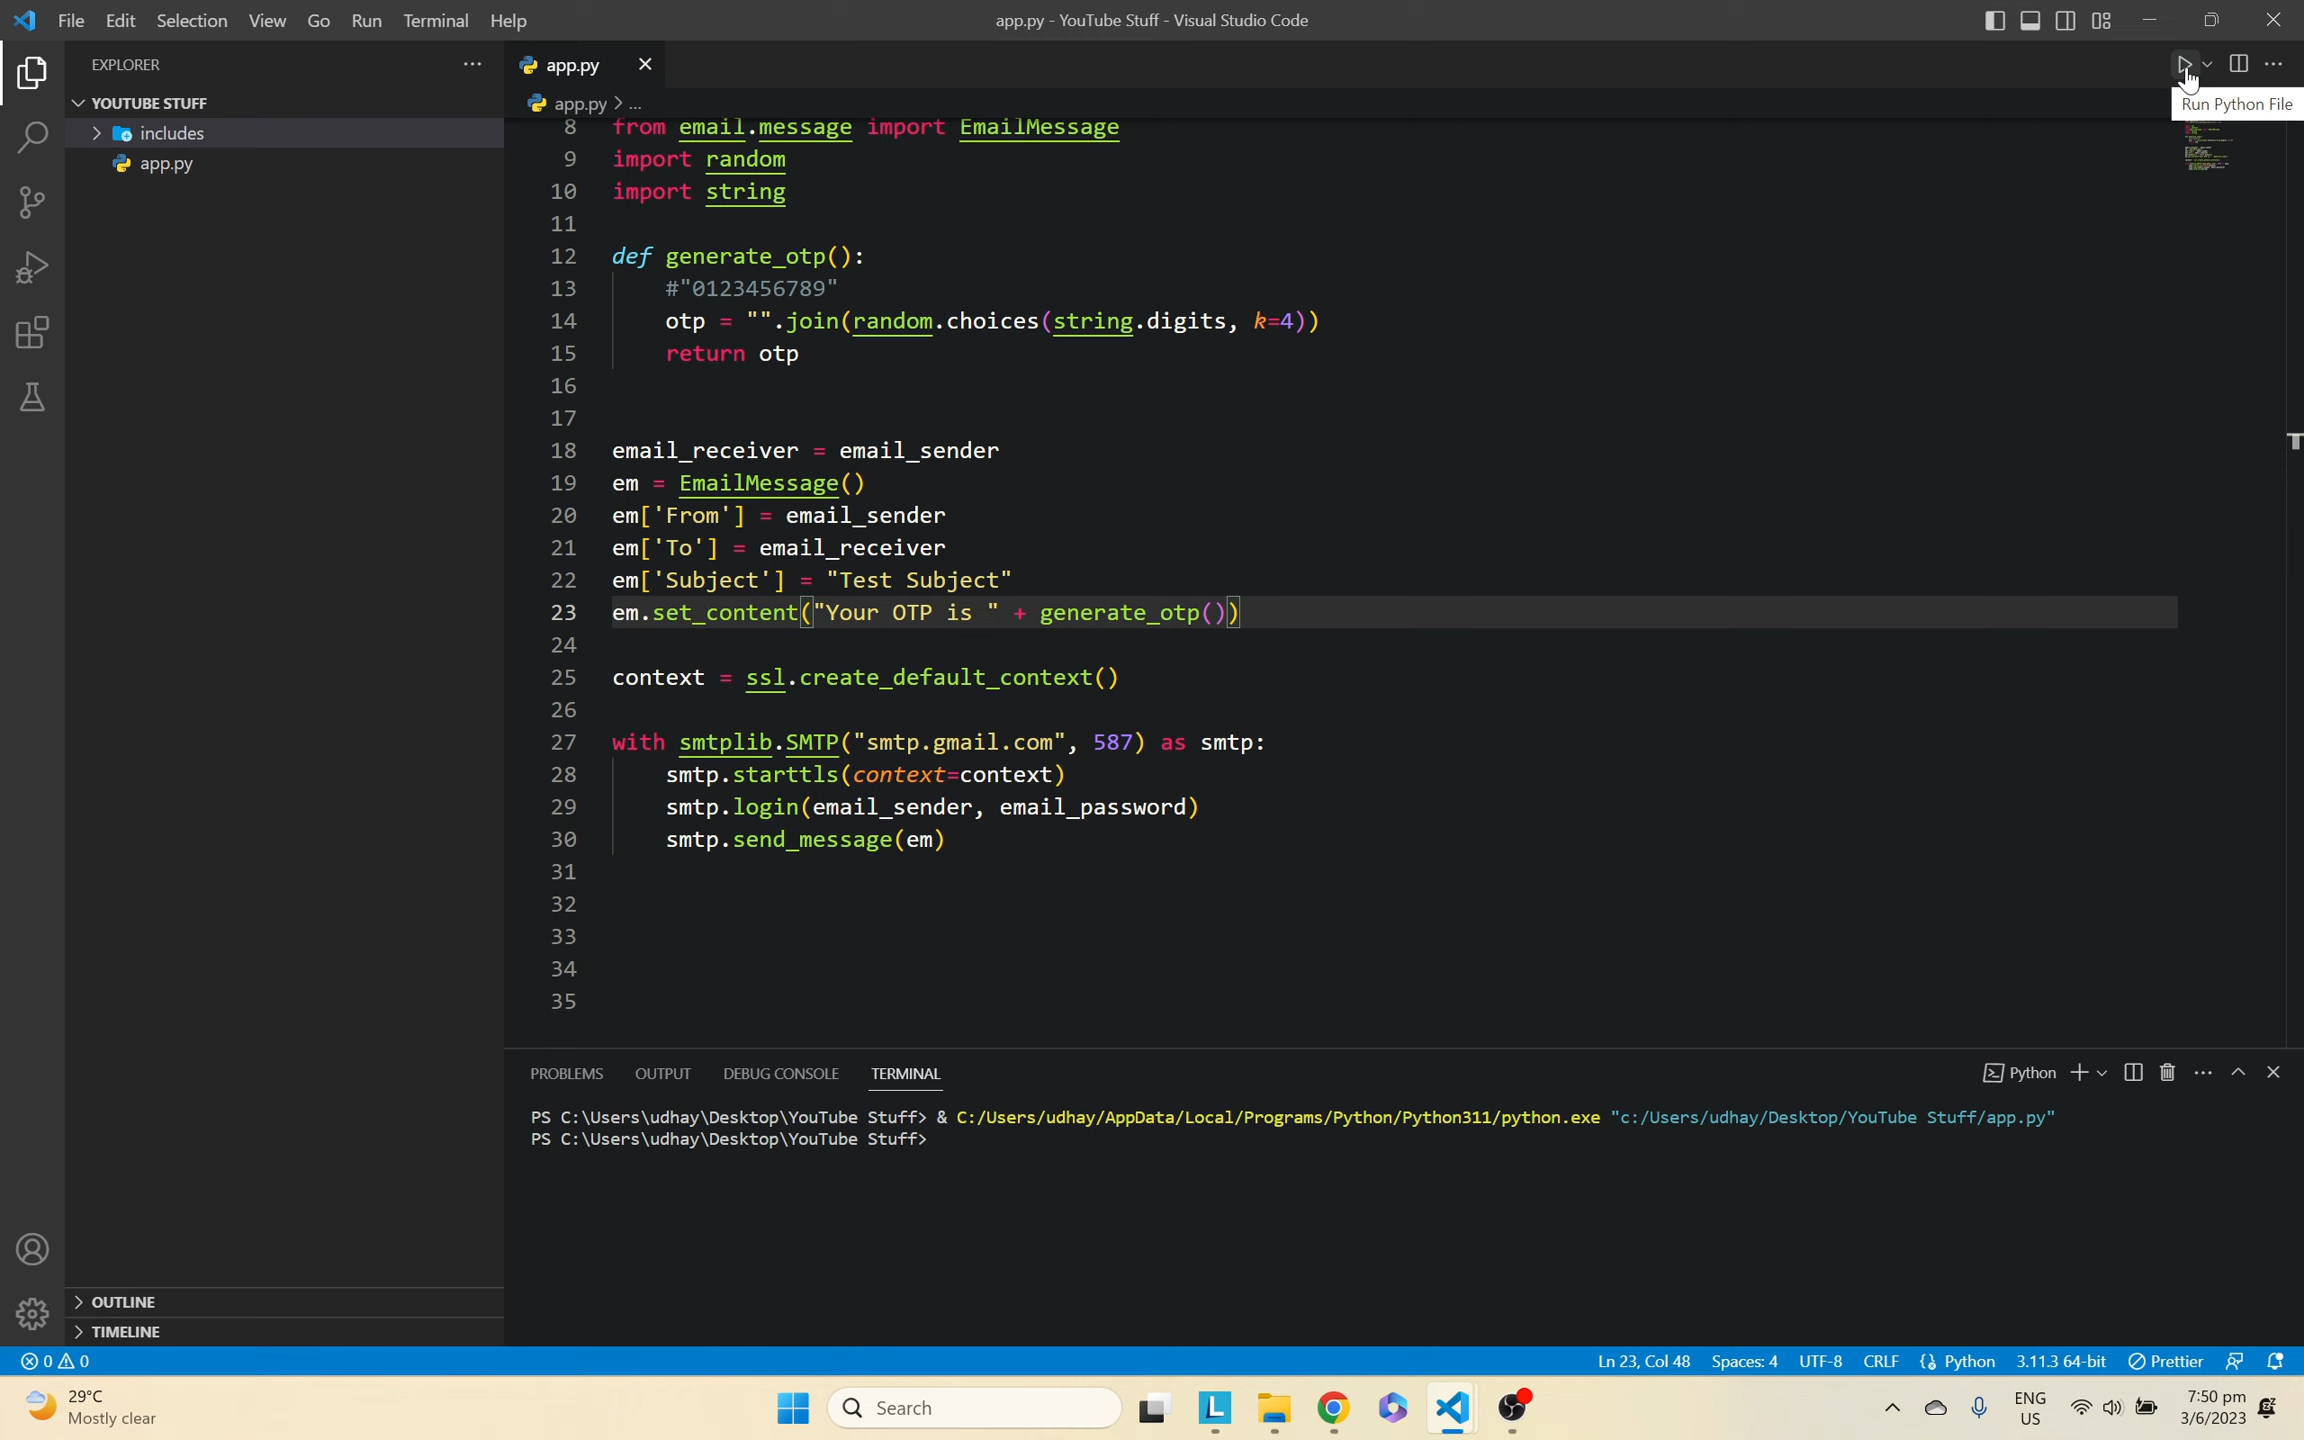 File Edit Selection View Go Run Terminal Help
app.py - YouTube Stuff - Visual Studio Code
EXPLORER
YOUTUBE STUFF
includes
app.py
app.py
app.py > ...
Run Python File
8 from email.message import EmailMessage
9 import random
10 import string
11
12 def generate_otp():
13 #"0123456789"
14 otp = "".join(random.choices(string.digits, k=4))
15 return otp
16
17
18 email_receiver = email_sender
19 em = EmailMessage()
20 em['From'] = email_sender
21 em['To'] = email_receiver
22 em['Subject'] = "Test Subject"
23 em.set_content("Your OTP is " + generate_otp())
24
25 context = ssl.create_default_context()
26
27 with smtplib.SMTP("smtp.gmail.com", 587) as smtp:
28 smtp.starttls(context=context)
29 smtp.login(email_sender, email_password)
30 smtp.send_message(em)
31
32
33
34
35
PROBLEMS OUTPUT DEBUG CONSOLE TERMINAL
Python
PS C:\Users\udhay\Desktop\YouTube Stuff> & C:/Users/udhay/AppData/Local/Programs/Python/Python311/python.exe "c:/Users/udhay/Desktop/YouTube Stuff/app.py"
PS C:\Users\udhay\Desktop\YouTube Stuff>
OUTLINE
TIMELINE
0 0
Ln 23, Col 48 Spaces: 4 UTF-8 CRLF Python 3.11.3 64-bit Prettier
29°C
Mostly clear
Search
ENG
US
7:50 pm
3/6/2023